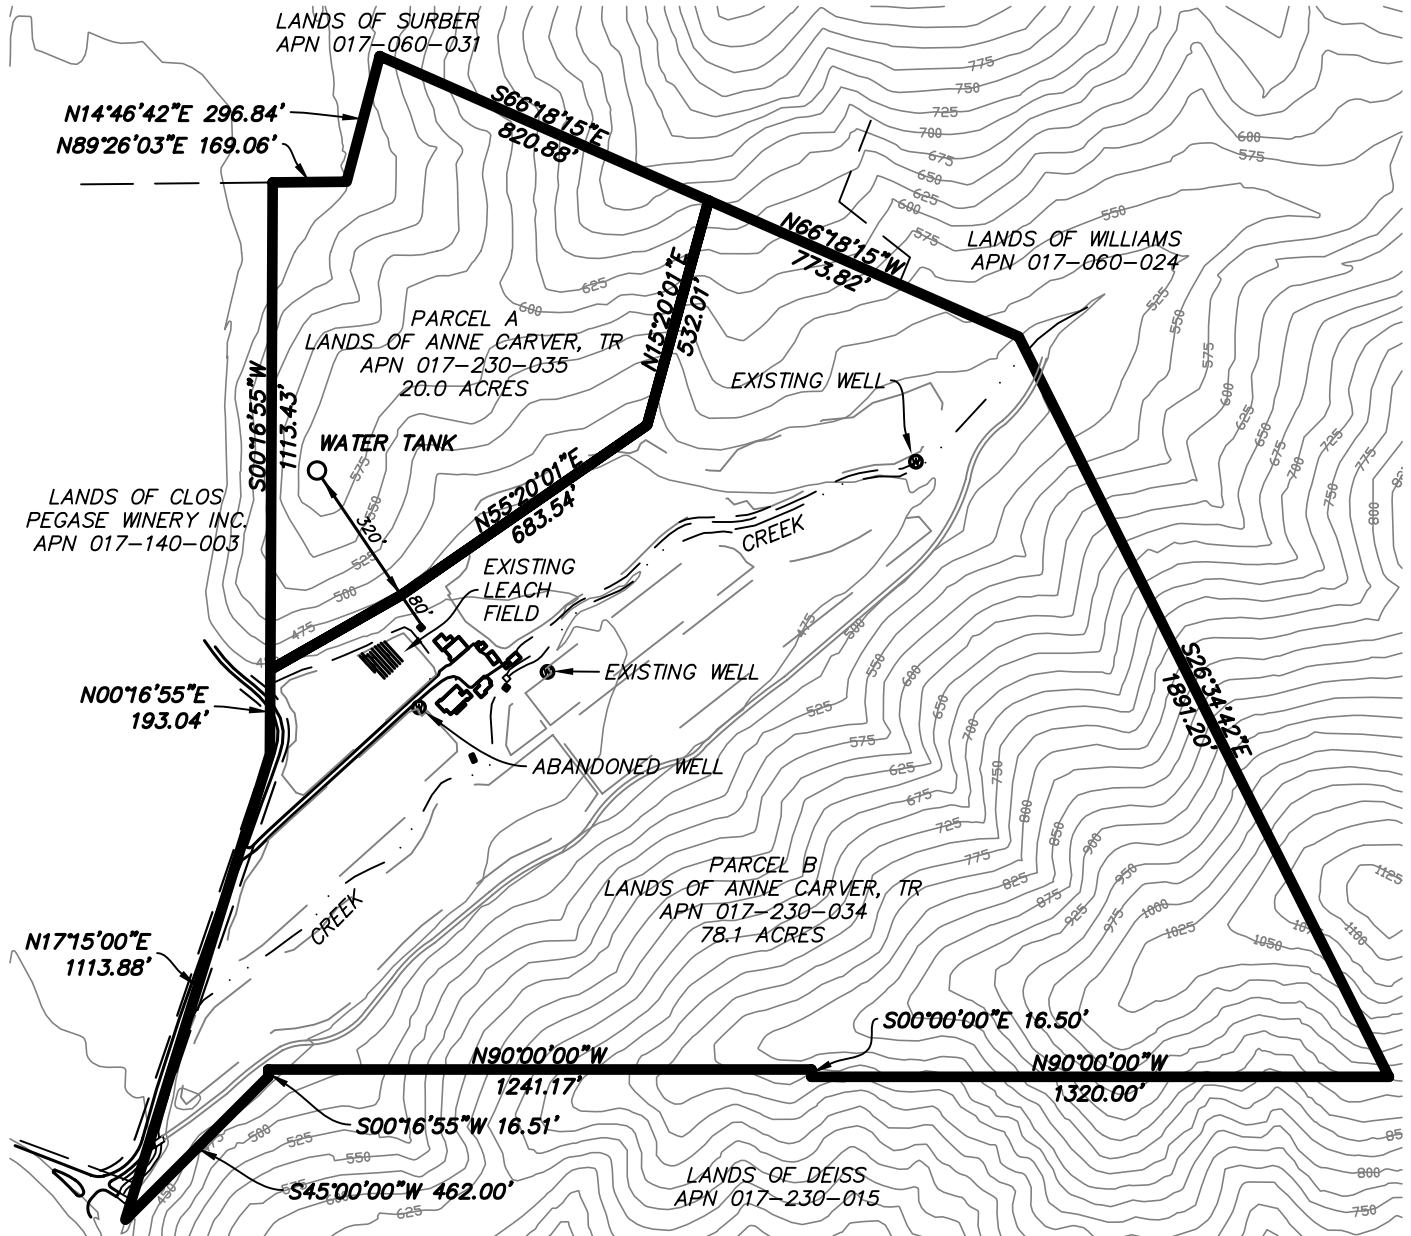 LANDS OF SURBER
APN 017-060-031
N14°46'42"E 296.84'
N89°26'03"E 169.06'
S66°18'15"E
820.88'
N66°18'15"W
773.82'
LANDS OF WILLIAMS
APN 017-060-024
N15°20'01"E
532.01'
PARCEL A
LANDS OF ANNE CARVER, TR
APN 017-230-035
20.0 ACRES
S00°16'55"W
1113.43'
WATER TANK
EXISTING WELL
LANDS OF CLOS
PEGASE WINERY INC.
APN 017-140-003
320'
80'
N55°20'01"E
683.54'
CREEK
EXISTING
LEACH
FIELD
EXISTING WELL
N00°16'55"E
193.04'
ABANDONED WELL
S26°34'42"E
1891.20'
PARCEL B
LANDS OF ANNE CARVER, TR
APN 017-230-034
78.1 ACRES
CREEK
N17°15'00"E
1113.88'
S00°00'00"E 16.50'
N90°00'00"W
1241.17'
N90°00'00"W
1320.00'
S00°16'55"W 16.51'
S45°00'00"W 462.00'
LANDS OF DEISS
APN 017-230-015
775
750
725
700
675
650
625
600
575
600
575
550
525
550
575
600
625
650
675
700
725
750
775
800
625
600
575
550
525
500
475
475
500
525
550
575
600
625
650
675
700
725
750
775
800
825
850
875
900
925
950
975
1000
1025
1050
1100
1125
450
500
525
550
625
800
750